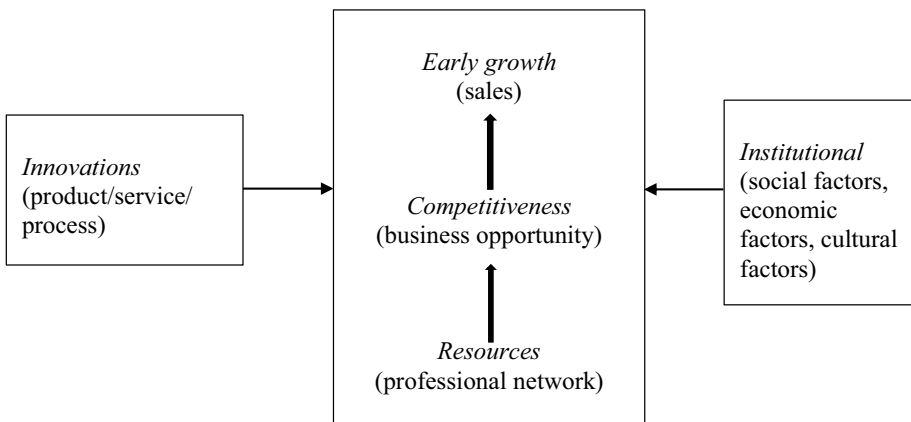 Innovations
(product/service/
process)
Early growth
(sales)
Competitiveness
(business opportunity)
Resources
(professional network)
Institutional
(social factors,
economic
factors, cultural
factors)